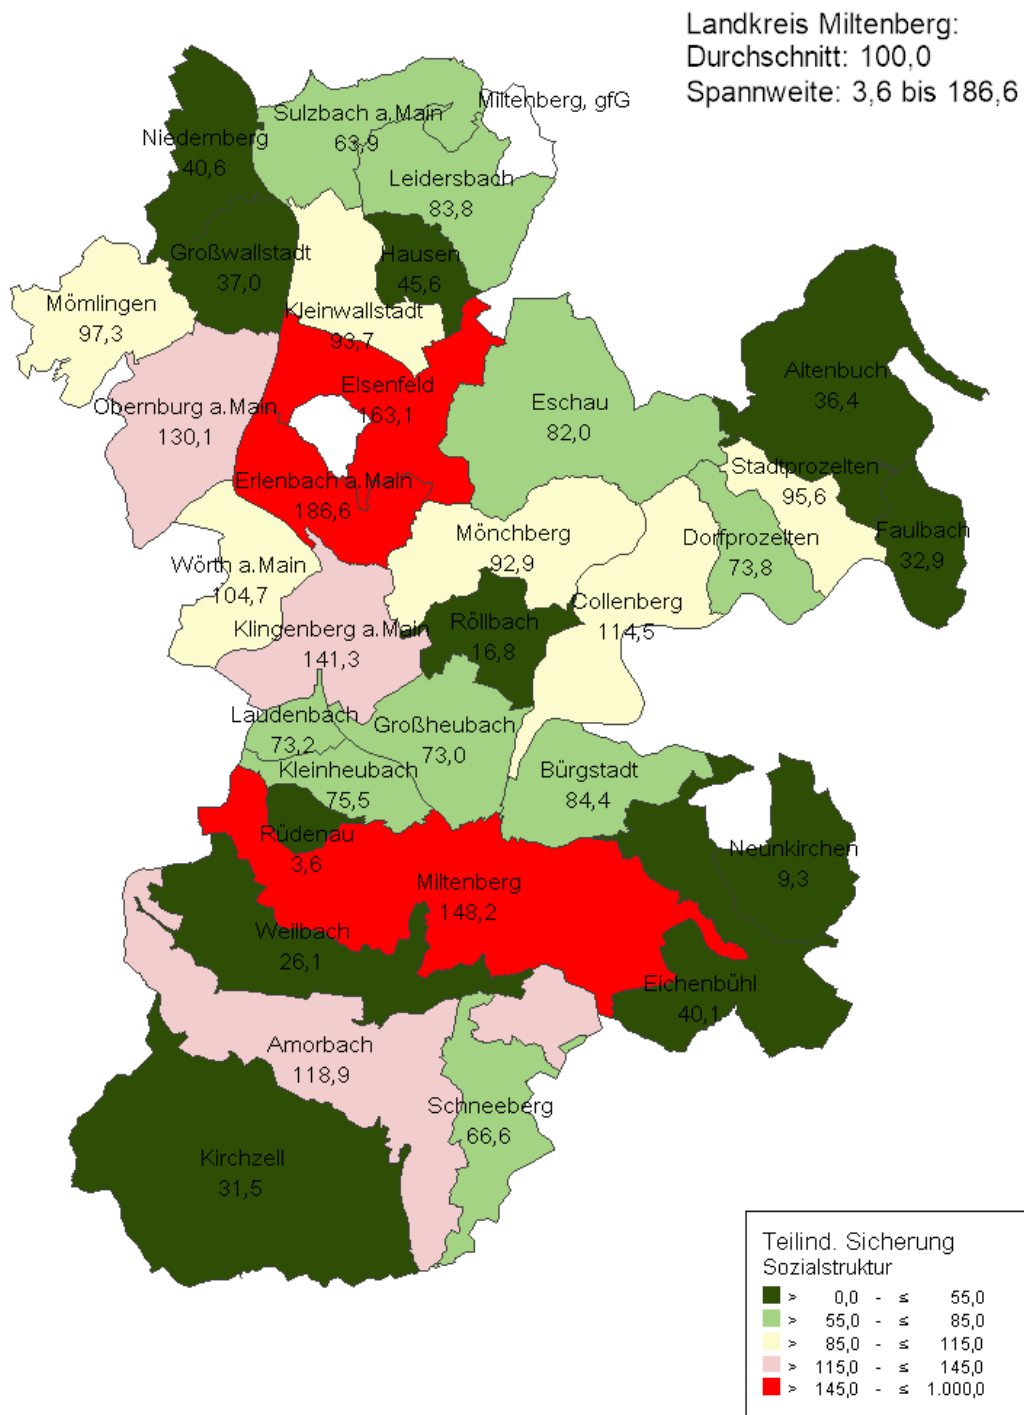 Landkreis Miltenberg:
Durchschnitt: 100,0
Spannweite: 3,6 bis 186,6
Miltenberg, gfG
Sulzbach a.Main
63,9
Niedernberg
40,6
Leidersbach
83,8
Großwallstadt
37,0
Hausen
45,6
Mömlingen
97,3
Kleinwallstadt
93,7
Elsenfeld
163,1
Altenbuch
36,4
Obernburg a.Main
130,1
Eschau
82,0
Stadtprozelten
95,6
Erlenbach a.Main
186,6
Mönchberg
92,9
Dorfprozelten
73,8
Faulbach
32,9
Wörth a.Main
104,7
Collenberg
114,5
Klingenberg a.Main
141,3
Röllbach
16,8
Laudenbach
73,2
Großheubach
73,0
Kleinheubach
75,5
Bürgstadt
84,4
Rüdenau
3,6
Neunkirchen
9,3
Miltenberg
148,2
Weilbach
26,1
Eichenbühl
40,1
Amorbach
118,9
Schneeberg
66,6
Kirchzell
31,5
Teilind. Sicherung
Sozialstruktur
> 0,0 - ≤ 55,0
> 55,0 - ≤ 85,0
> 85,0 - ≤ 115,0
> 115,0 - ≤ 145,0
> 145,0 - ≤ 1.000,0